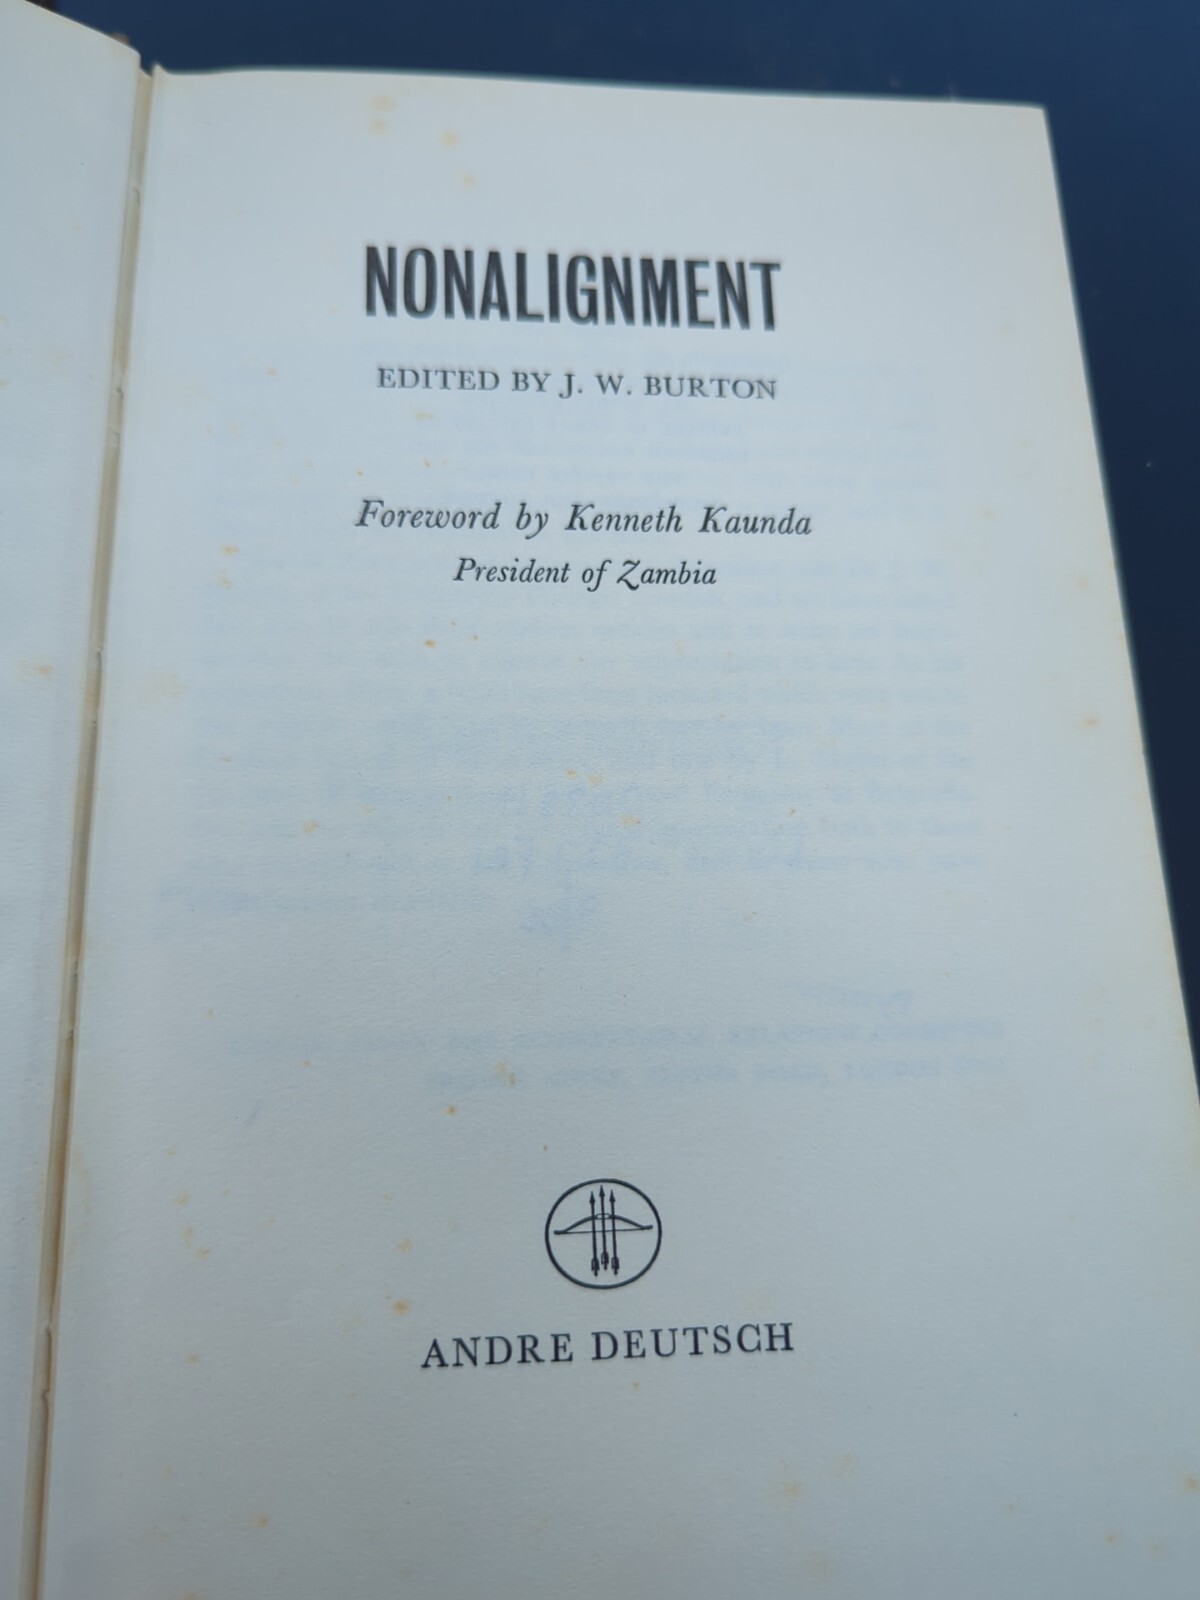 NONALIGNMENT
EDITED BY J. W. BURTON
Foreword by Kenneth Kaunda
President of Zambia
ANDRE DEUTSCH